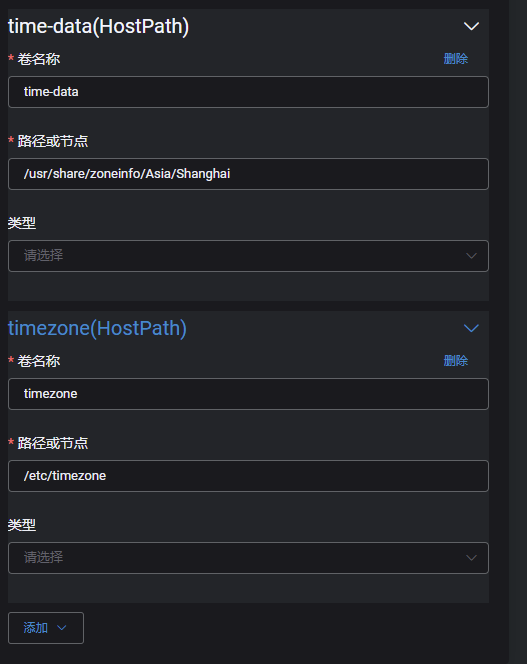 time-data(HostPath)
* 卷名称 删除
time-data
* 路径或节点
/usr/share/zoneinfo/Asia/Shanghai
类型
请选择
timezone(HostPath)
* 卷名称 删除
timezone
* 路径或节点
/etc/timezone
类型
请选择
添加